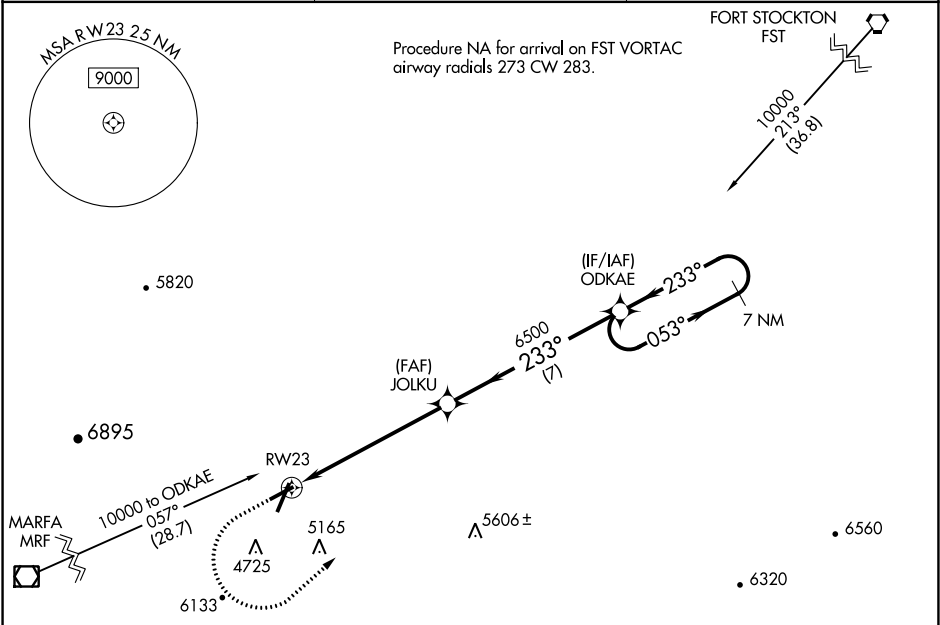 MSA RW23 25 NM
9000
Procedure NA for arrival on FST VORTAC
airway radials 273 CW 283.
FORT STOCKTON
FST
10000
213°
(36.8)
5820
(IF/IAF)
ODKAE
233°
053°
7 NM
6500
233°
(7)
(FAF)
JOLKU
6895
RW23
10000 to ODKAE
057°
(28.7)
MARFA
MRF
4725
5165
5606 ±
6560
6320
6133